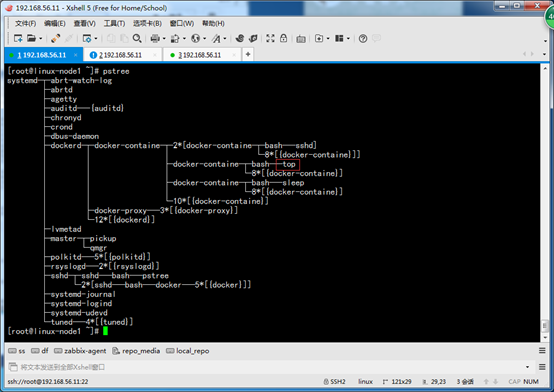 192.168.56.11 - Xshell 5 (Free for Home/School)
文件(F) 编辑(E) 查看(V) 工具(T) 选项卡(B) 窗口(W) 帮助(H)
1 192.168.56.11 × 2 192.168.56.11 × 3 192.168.56.11 × +
[root@linux-node1 ~]# pstree
systemd─┬─abrt-watch-log
├─abrtd
├─agetty
├─auditd───{auditd}
├─chronyd
├─crond
├─dbus-daemon
├─dockerd─┬─docker-containe─┬─2*[docker-containe─┬─bash───sshd]
│ │ │ └─8*[{docker-containe}]]
│ │ ├─docker-containe─┬─bash───top
│ │ │ └─8*[{docker-containe}]
│ │ ├─docker-containe─┬─bash───sleep
│ │ │ └─8*[{docker-containe}]
│ │ └─10*[{docker-containe}]
│ ├─docker-proxy───3*[{docker-proxy}]
│ └─12*[{dockerd}]
├─lvmetad
├─master─┬─pickup
│ └─qmgr
├─polkitd───5*[{polkitd}]
├─rsyslogd───2*[{rsyslogd}]
├─sshd─┬─sshd───bash───pstree
│ └─2*[sshd───bash───docker───5*[{docker}]]
├─systemd-journal
├─systemd-logind
├─systemd-udevd
└─tuned───4*[{tuned}]
[root@linux-node1 ~]#
ss df zabbix-agent repo_media local_repo
将文本发送到全部Xshell窗口
ssh://root@192.168.56.11:22 SSH2 linux 121x29 29,23 3 会话 CAP NUM